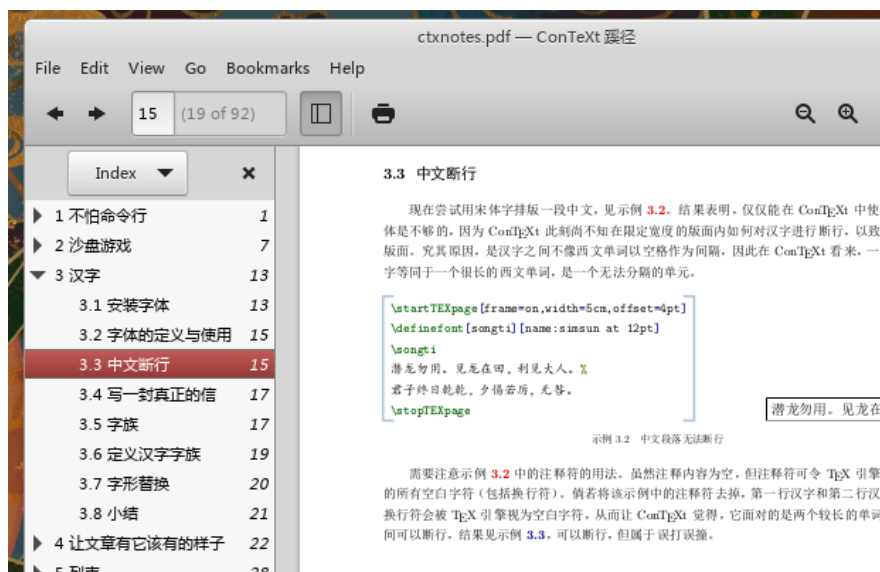 ctxnotes.pdf — ConTeXt 蹊径
File Edit View Go Bookmarks Help
15 (19 of 92)
Index
1 不怕命令行 1
2 沙盘游戏 7
3 汉字 13
3.1 安装字体 13
3.2 字体的定义与使用 15
3.3 中文断行 15
3.4 写一封真正的信 17
3.5 字族 17
3.6 定义汉字字族 19
3.7 字形替换 20
3.8 小结 21
4 让文章有它该有的样子 22
3.3 中文断行
现在尝试用宋体字排版一段中文，见示例 3.2。结果表明，仅仅能在 ConTeXt 中使
体是不够的，因为 ConTeXt 此刻尚不知在限定宽度的版面内如何对汉字进行断行，以致
版面。究其原因，是汉字之间不像西文单词以空格作为间隔，因此在 ConTeXt 看来，一
字等同于一个很长的西文单词，是一个无法分隔的单元。
\startTEXpage[frame=on,width=5cm,offset=4pt]
\definefont[songti][name:simsun at 12pt]
\songti
潜龙勿用。见龙在田，利见大人。%
君子终日乾乾，夕惕若厉，无咎。
\stopTEXpage
潜龙勿用。见龙在
示例 3.2 中文段落无法断行
需要注意示例 3.2 中的注释符的用法。虽然注释内容为空，但注释符可令 TeX 引擎
的所有空白字符（包括换行符）。倘若将该示例中的注释符去掉，第一行汉字和第二行汉
换行符会被 TeX 引擎视为空白字符，从而让 ConTeXt 觉得，它面对的是两个较长的单词
间可以断行，结果见示例 3.3，可以断行，但属于误打误撞。